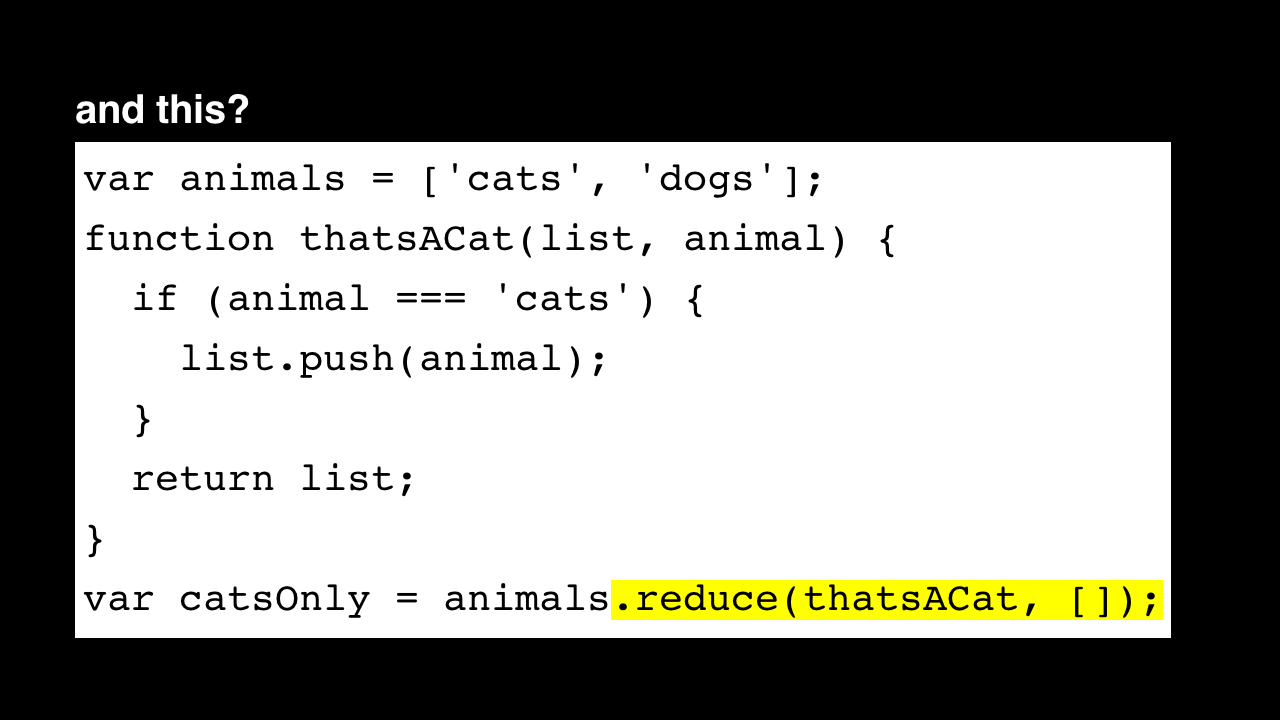 and this?
var animals = ['cats', 'dogs'];
function thatsACat(list, animal) {
  if (animal === 'cats') {
    list.push(animal);
  }
  return list;
}
var catsOnly = animals.reduce(thatsACat, []);